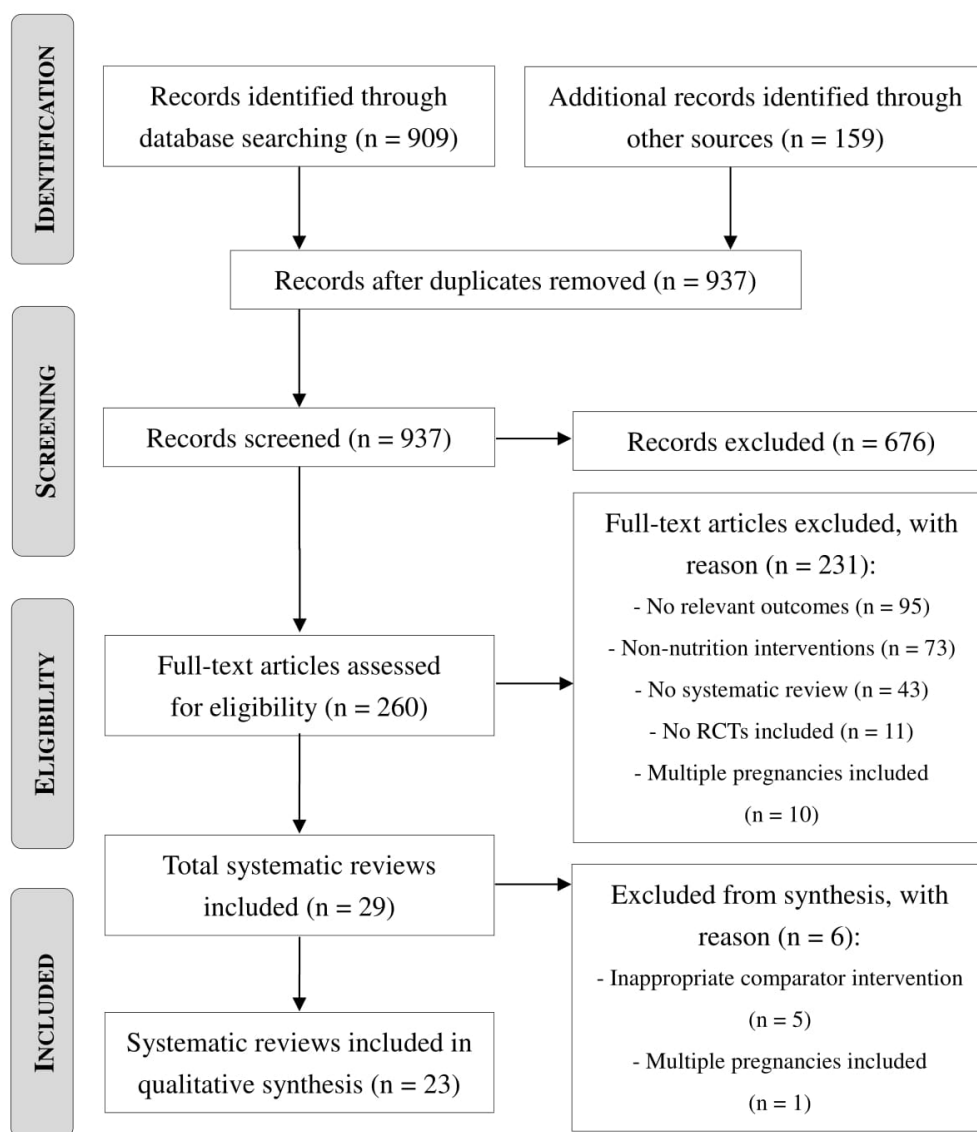 IDENTIFICATION
Records identified through
database searching (n = 909)
Additional records identified through
other sources (n = 159)
Records after duplicates removed (n = 937)
SCREENING
Records screened (n = 937)
Records excluded (n = 676)
ELIGIBILITY
Full-text articles assessed
for eligibility (n = 260)
Full-text articles excluded, with
reason (n = 231):
- No relevant outcomes (n = 95)
- Non-nutrition interventions (n = 73)
- No systematic review (n = 43)
- No RCTs included (n = 11)
- Multiple pregnancies included
(n = 10)
Total systematic reviews
included (n = 29)
Excluded from synthesis, with
reason (n = 6):
- Inappropriate comparator intervention
(n = 5)
- Multiple pregnancies included
(n = 1)
INCLUDED
Systematic reviews included in
qualitative synthesis (n = 23)